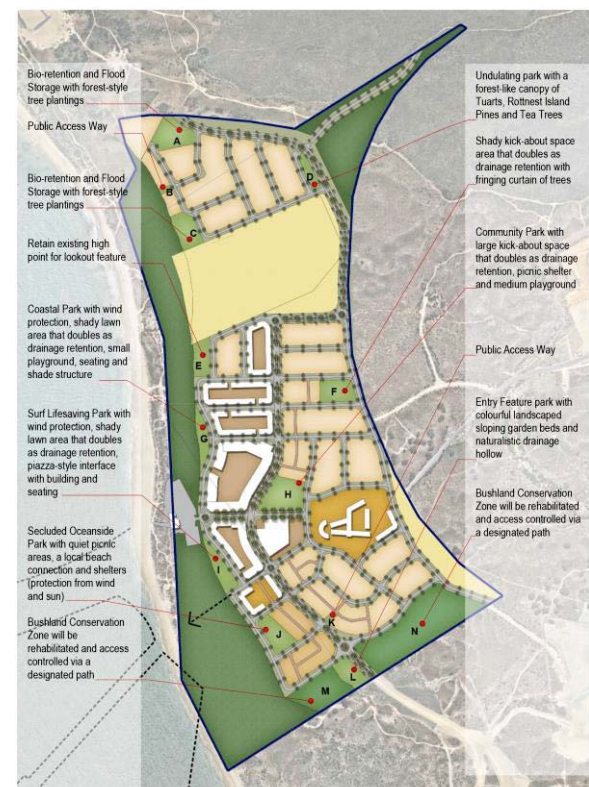 Bio-retention and Flood
Storage with forest-style
tree plantings
Public Access Way
Bio-retention and Flood
Storage with forest-style
tree plantings
Retain existing high
point for lookout feature
Coastal Park with wind
protection, shady lawn
area that doubles as
drainage retention, small
playground, seating and
shade structure
Surf Lifesaving Park with
wind protection, shady
lawn area that doubles
as drainage retention,
piazza-style interface
with building and
seating
Secluded Oceanside
Park with quiet picnic
areas, a local beach
connection and shelters
(protection from wind
and sun)
Bushland Conservation
Zone will be
rehabilitated and access
controlled via a
designated path
A
B
C
D
E
F
G
H
I
J
K
L
M
N
Undulating park with a
forest-like canopy of
Tuarts, Rottnest Island
Pines and Tea Trees
Shady kick-about space
area that doubles as
drainage retention with
fringing curtain of trees
Community Park with
large kick-about space
that doubles as drainage
retention, picnic shelter
and medium playground
Public Access Way
Entry Feature park with
colourful landscaped
sloping garden beds and
naturalistic drainage
hollow
Bushland Conservation
Zone will be rehabilitated
and access controlled via
a designated path